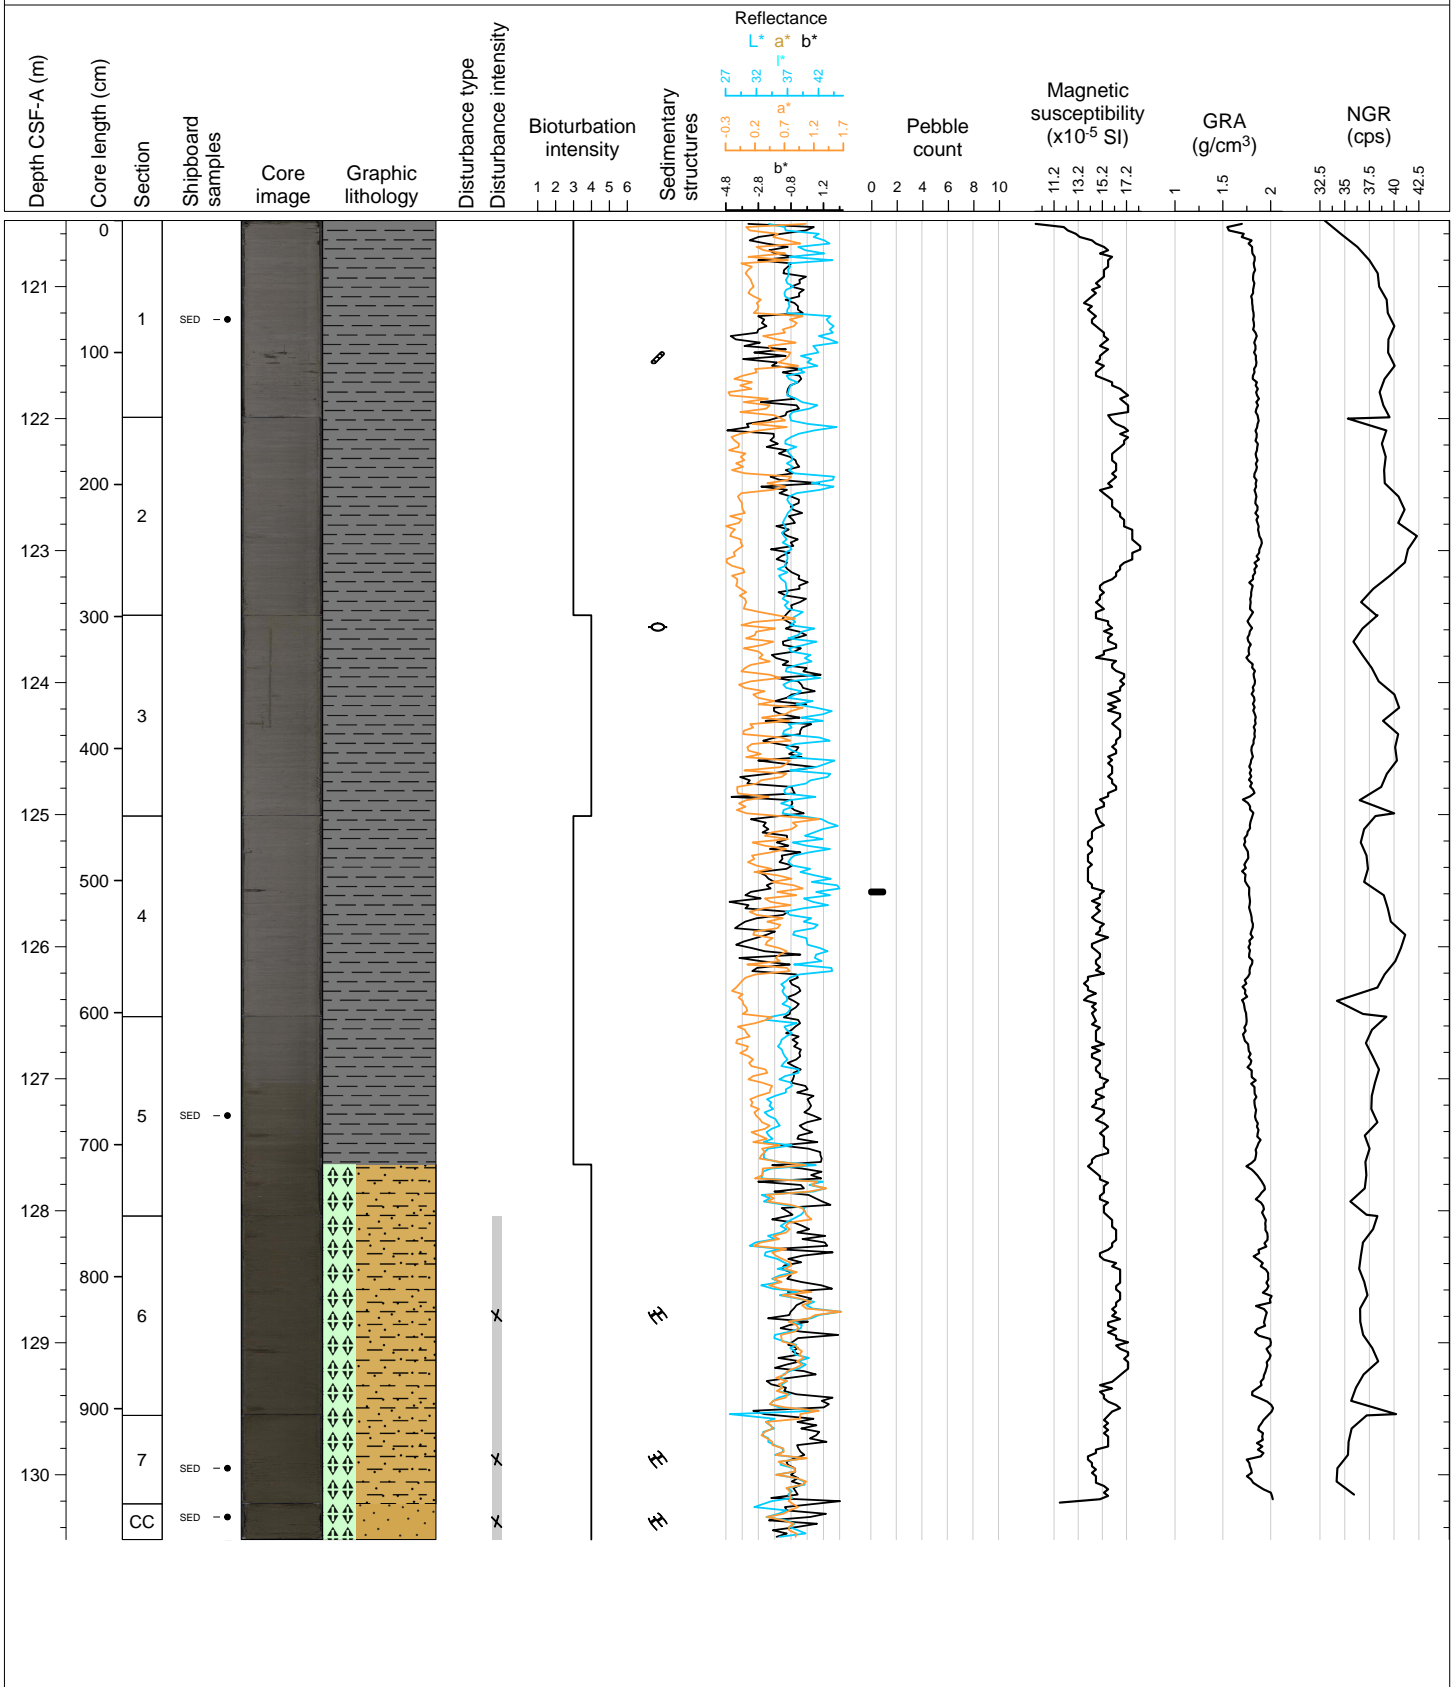 Depth CSF-A (m)
Core length (cm)
Section
Shipboard
samples
Core
image
Graphic
lithology
Disturbance type
Disturbance intensity
Bioturbation
intensity
1 2 3 4 5 6
Sedimentary
structures
Reflectance
L* a* b*
l*
27 32 37 42
a*
-0.3 0.2 0.7 1.2 1.7
b*
-4.8 -2.8 -0.8 1.2
Pebble
count
0 2 4 6 8 10
Magnetic
susceptibility
(x10-5 SI)
11.2 13.2 15.2 17.2
GRA
(g/cm3)
1 1.5 2
NGR
(cps)
32.5 35 37.5 40 42.5
0
121
1
SED
100
122
200
2
123
300
124
3
400
125
500
4
126
600
127
5
SED
700
128
800
6
129
900
7
SED
130
CC
SED